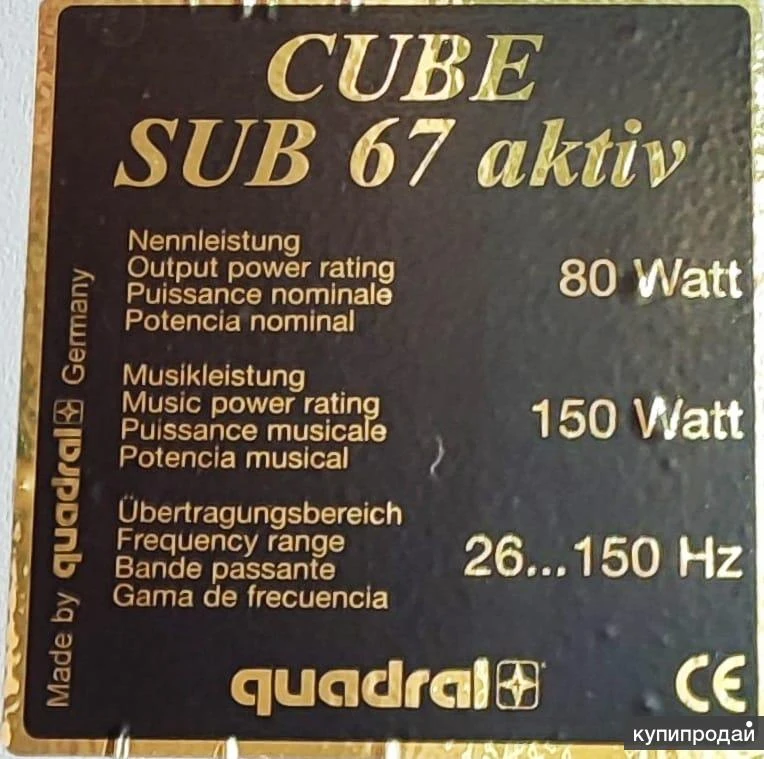 CUBE
SUB 67 aktiv
Nennleistung
Output power rating
Puissance nominale
Potencia nominal
80 Watt
Musikleistung
Music power rating
Puissance musicale
Potencia musical
150 Watt
Übertragungsbereich
Frequency range
Bande passante
Gama de frecuencia
26...150 Hz
Made by quadral Germany
quadral
CE
купипродай